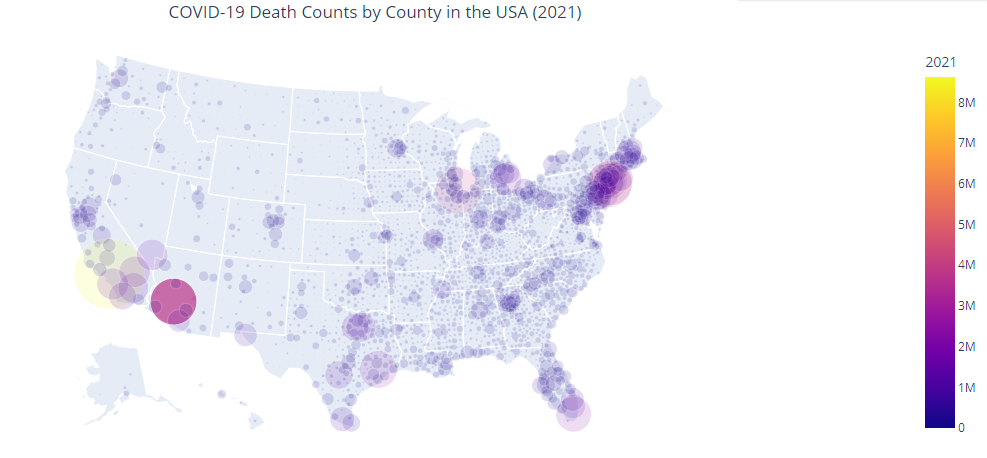 COVID-19 Death Counts by County in the USA (2021)
2021
8M
7M
6M
5M
4M
3M
2M
1M
0